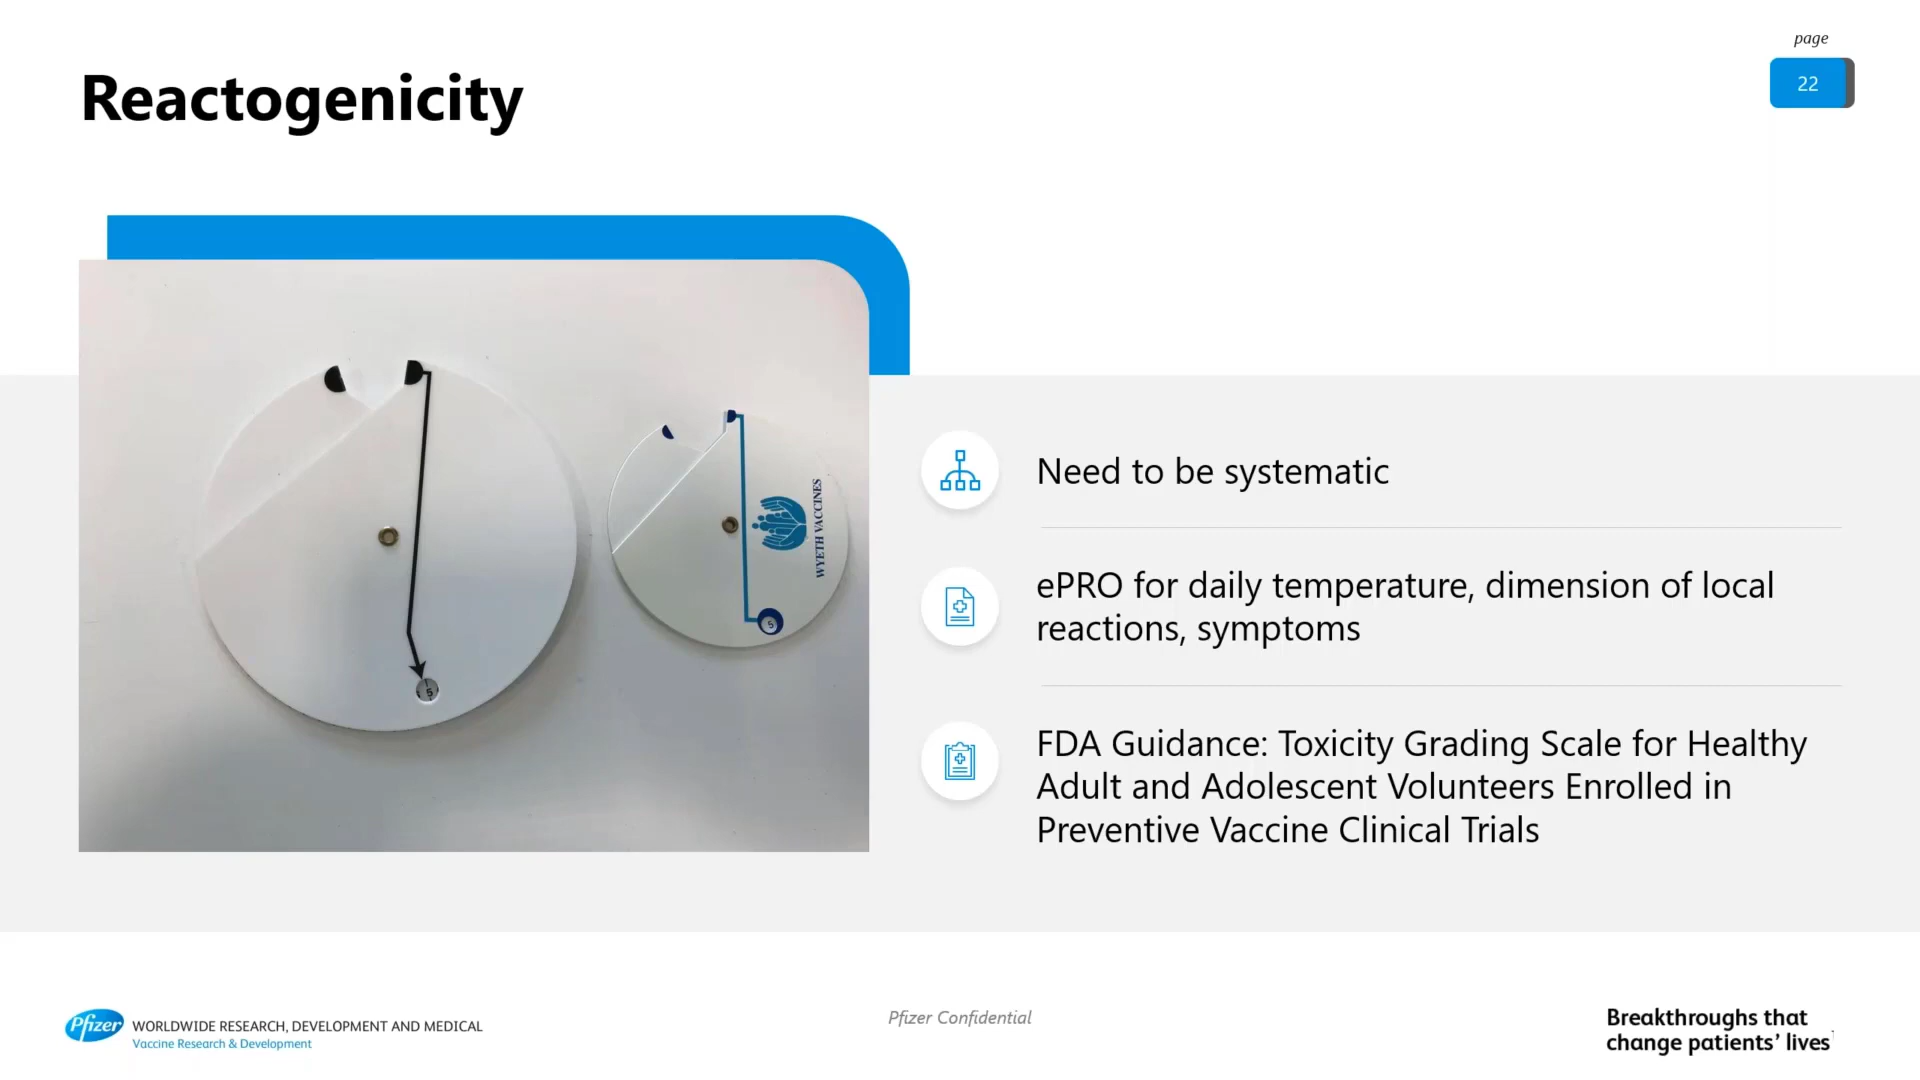 page
22
Reactogenicity
WYETH VACCINES
5
5
Need to be systematic
ePRO for daily temperature, dimension of local
reactions, symptoms
FDA Guidance: Toxicity Grading Scale for Healthy
Adult and Adolescent Volunteers Enrolled in
Preventive Vaccine Clinical Trials
Pfizer
WORLDWIDE RESEARCH, DEVELOPMENT AND MEDICAL
Vaccine Research & Development
Pfizer Confidential
Breakthroughs that
change patients’ lives